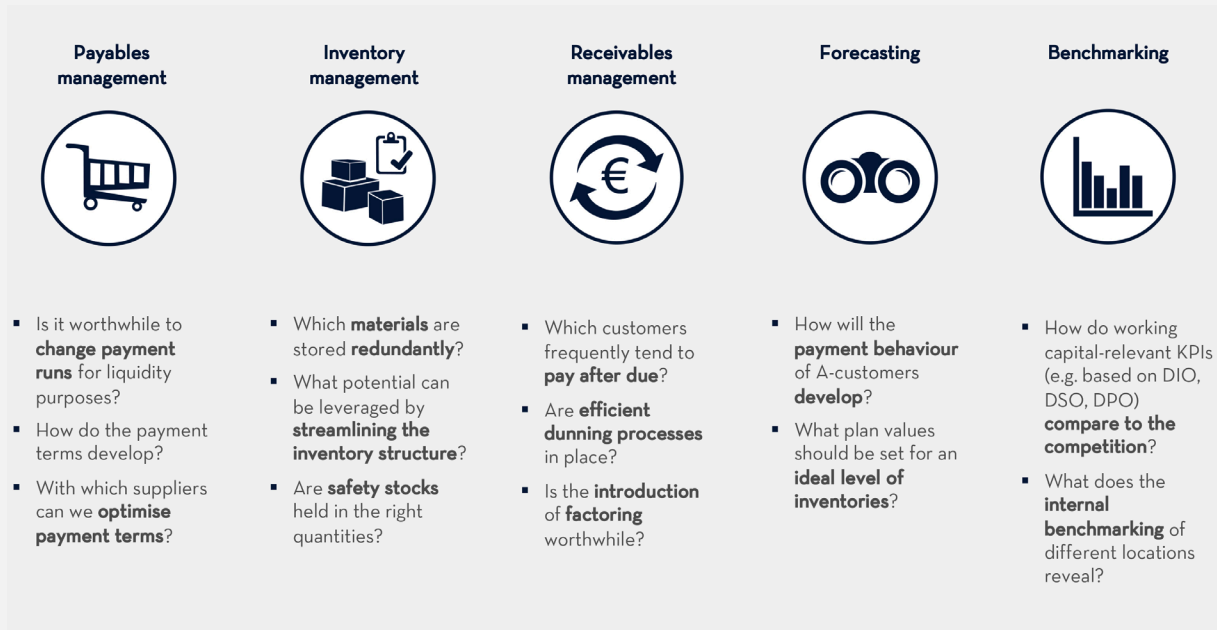 Payables
management
Inventory
management
Receivables
management
Forecasting
Benchmarking
€
▪ Is it worthwhile to
change payment
runs for liquidity
purposes?
▪ How do the payment
terms develop?
▪ With which suppliers
can we optimise
payment terms?
▪ Which materials are
stored redundantly?
▪ What potential can
be leveraged by
streamlining the
inventory structure?
▪ Are safety stocks
held in the right
quantities?
▪ Which customers
frequently tend to
pay after due?
▪ Are efficient
dunning processes
in place?
▪ Is the introduction
of factoring
worthwhile?
▪ How will the
payment behaviour
of A-customers
develop?
▪ What plan values
should be set for an
ideal level of
inventories?
▪ How do working
capital-relevant KPIs
(e.g. based on DIO,
DSO, DPO)
compare to the
competition?
▪ What does the
internal
benchmarking of
different locations
reveal?